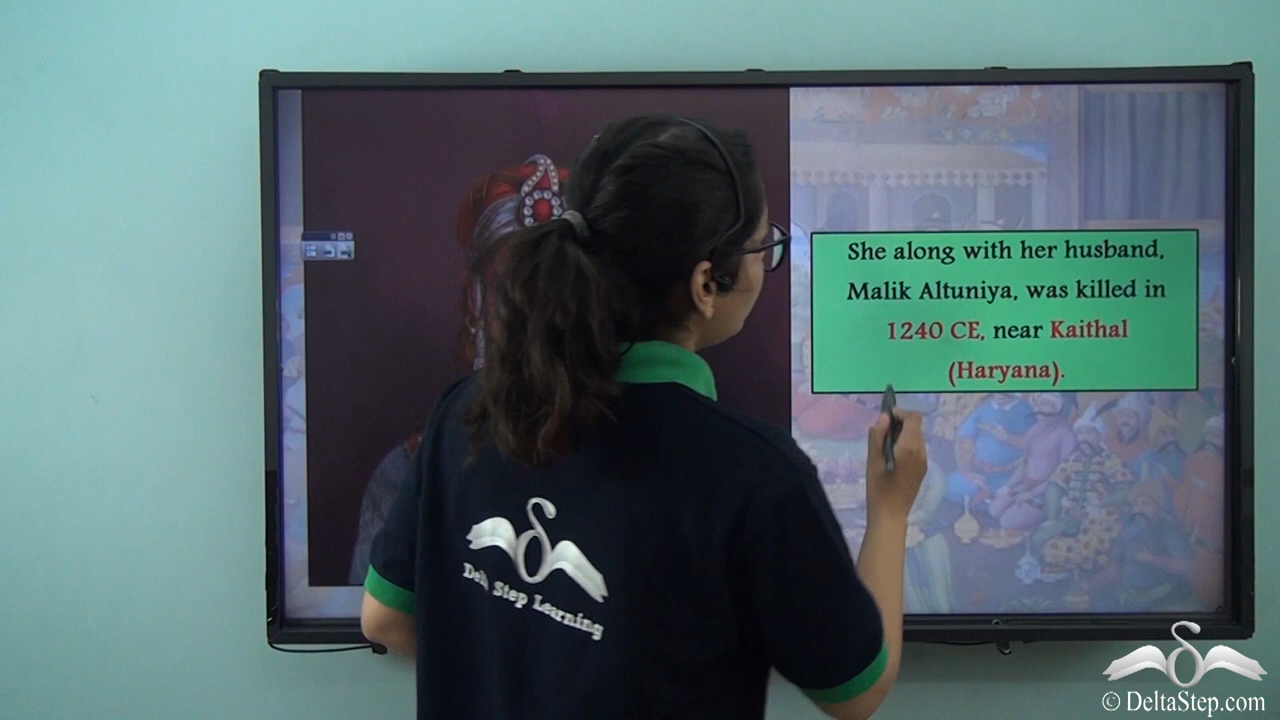 She along with her husband,
Malik Altuniya, was killed in
1240 CE, near Kaithal
(Haryana).
Delta Step Learning
© DeltaStep.com